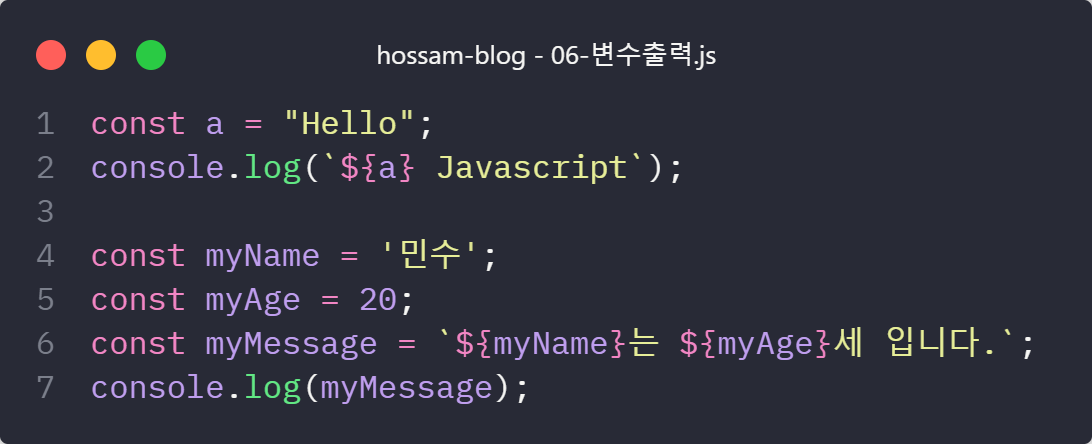 hossam-blog - 06-변수출력.js
1 const a = "Hello";
2 console.log(`${a} Javascript`);
3
4 const myName = '민수';
5 const myAge = 20;
6 const myMessage = `${myName}는 ${myAge}세 입니다.`;
7 console.log(myMessage);